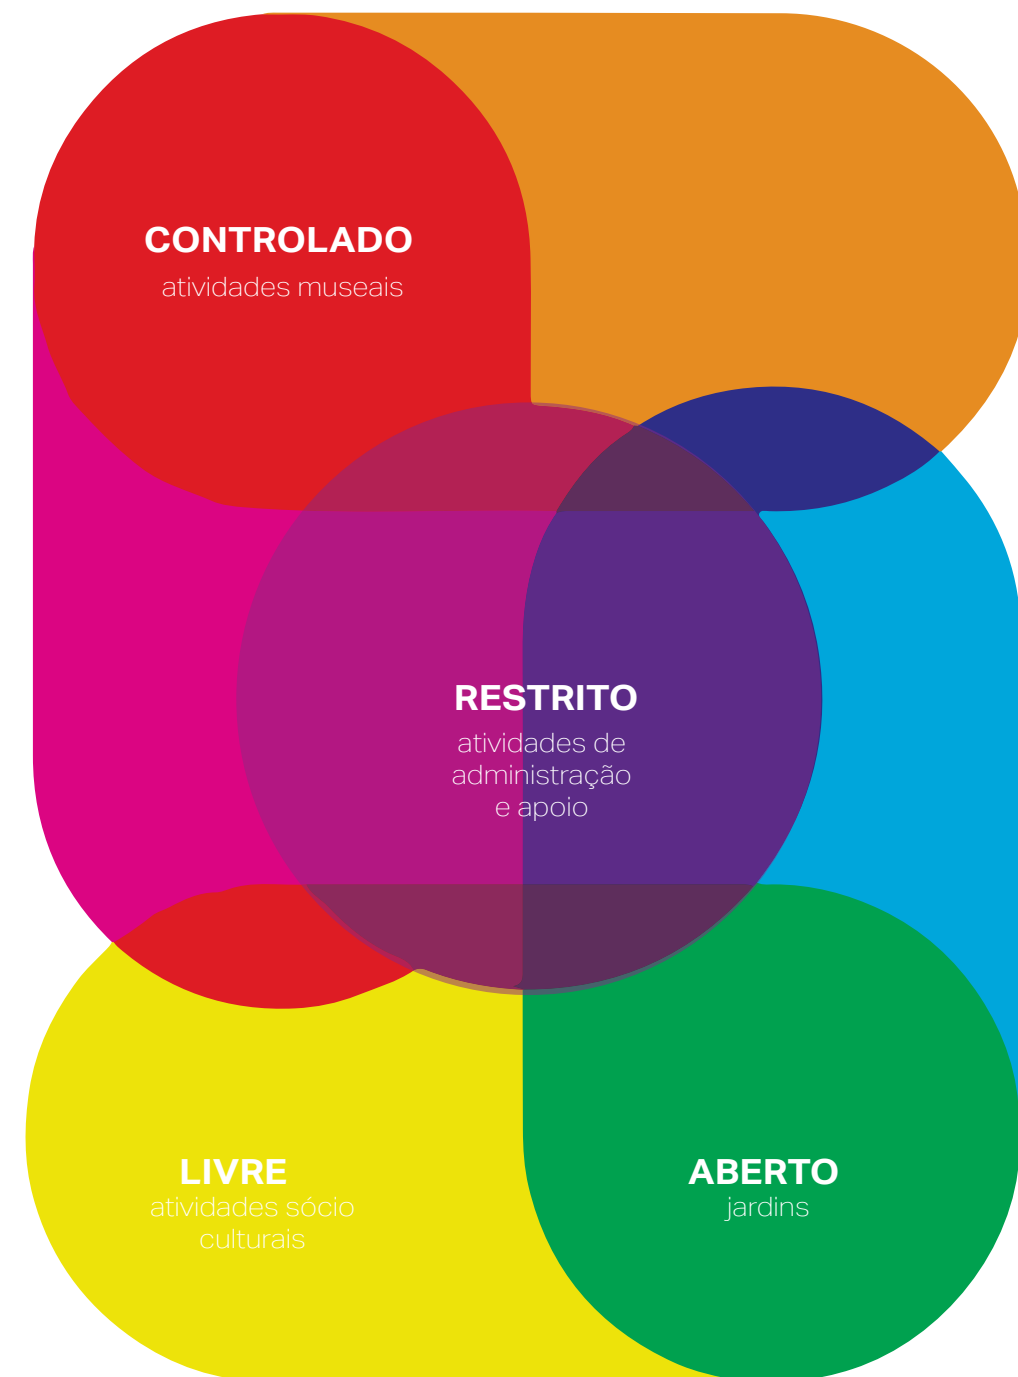 CONTROLADO
atividades museais
RESTRITO
atividades de
administração
e apoio
LIVRE
atividades sócio
culturais
ABERTO
jardins